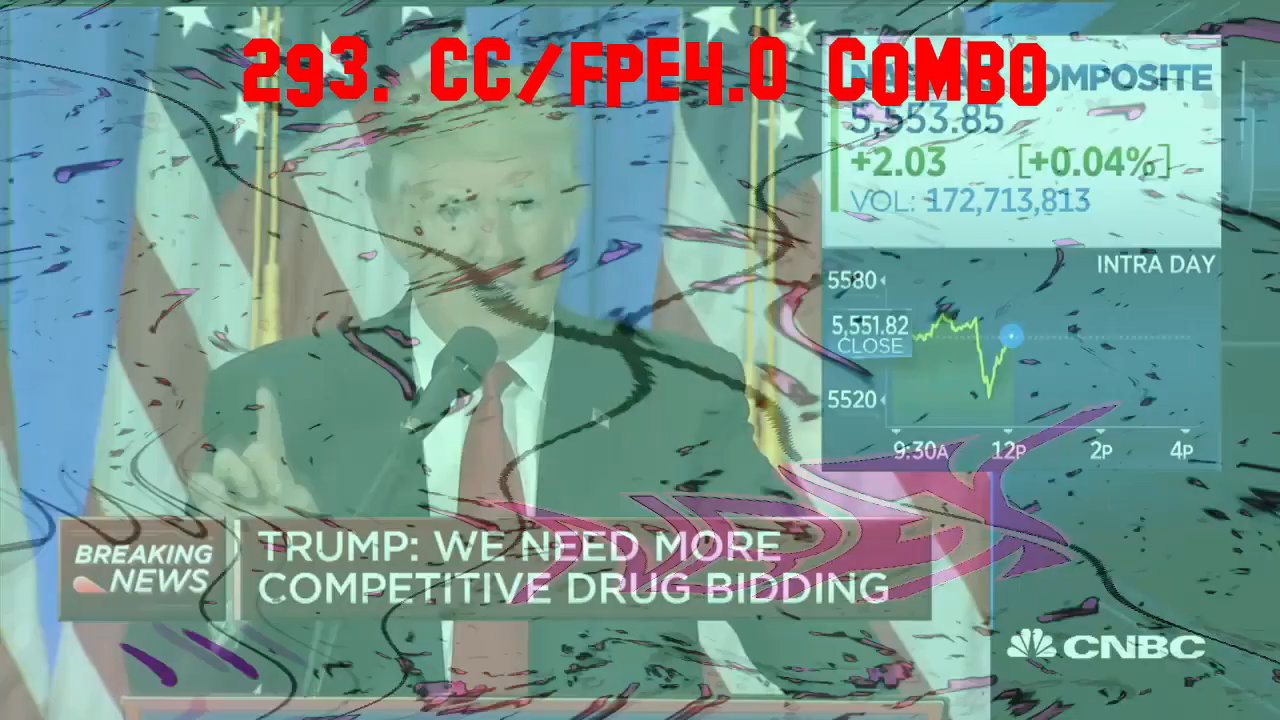 293. CC/FPE4.0 COMBO
COMPOSITE
5,553.85
+2.03 [+0.04%]
VOL: 172,713,813
INTRA DAY
5580
5,551.82
CLOSE
5520
9:30A 12P 2P 4P
BREAKING
NEWS
TRUMP: WE NEED MORE
COMPETITIVE DRUG BIDDING
CNBC